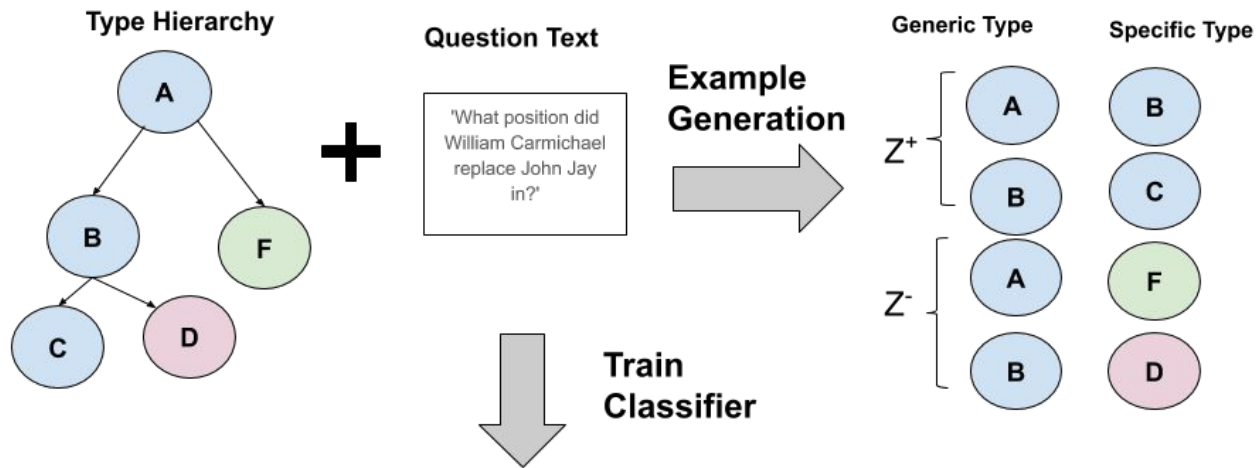 Type Hierarchy
A
B
F
C
D
+
Question Text
'What position did
William Carmichael
replace John Jay
in?'
Example
Generation
Train
Classifier
Generic Type
Specific Type
Z+
A
B
B
C
Z-
A
F
B
D